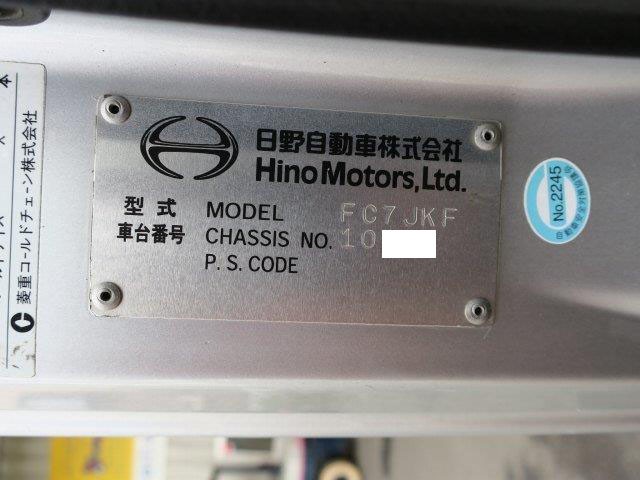 日野自動車株式会社
Hino Motors, Ltd.
型式 MODEL FC7JKF
車台番号 CHASSIS NO. 10
P. S. CODE
No.2245
菱重コールドチェーン株式会社
本